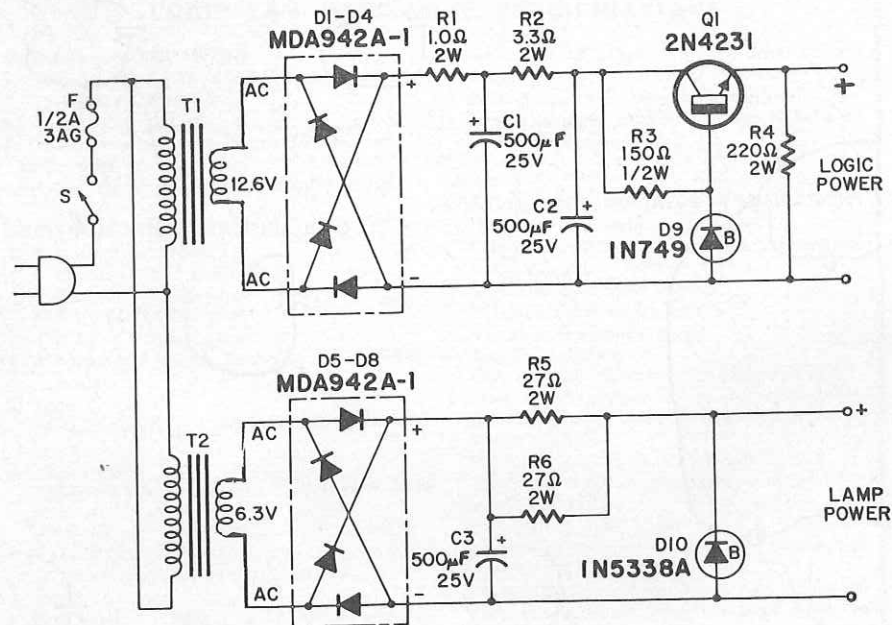 D1-D4
MDA942A-1
R1
1.0Ω
2W
R2
3.3Ω
2W
Q1
2N4231
F
1/2A
3AG
S
T1
AC
12.6V
AC
+
-
+
C1
500μF
25V
C2
500μF
25V
+
R3
150Ω
1/2W
D9
1N749
B
R4
220Ω
2W
+
LOGIC
POWER
-
D5-D8
MDA942A-1
T2
AC
6.3V
AC
+
-
R5
27Ω
2W
R6
27Ω
2W
C3
500μF
25V
+
D10
1N5338A
B
+
LAMP
POWER
-